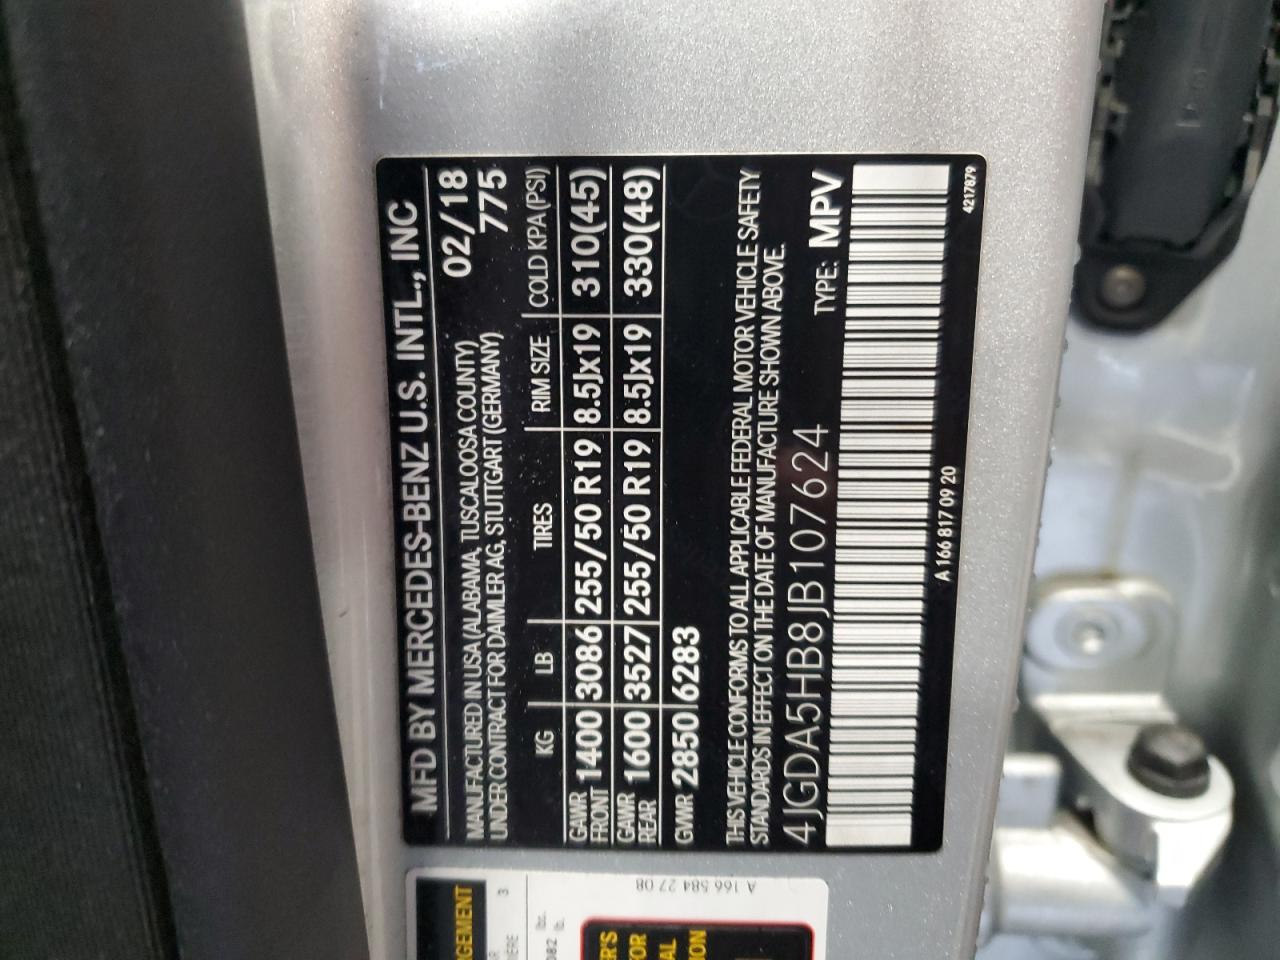 MFD BY MERCEDES-BENZ U.S. INTL., INC
02/18
775
MANUFACTURED IN USA (ALABAMA, TUSCALOOSA COUNTY)
UNDER CONTRACT FOR DAIMLER AG, STUTTGART (GERMANY)
KG LB TIRES RIM SIZE COLD KPA (PSI)
GAWR FRONT 1400 3086 255/50 R19 8.5Jx19 310(45)
GAWR REAR 1600 3527 255/50 R19 8.5Jx19 330(48)
GVWR 2850 6283
THIS VEHICLE CONFORMS TO ALL APPLICABLE FEDERAL MOTOR VEHICLE SAFETY
STANDARDS IN EFFECT ON THE DATE OF MANUFACTURE SHOWN ABOVE.
4JGDA5HB8JB107624 TYPE: MPV
A 166 817 09 20
4217879
A 166 584 27 08
3
lbs.
lb.